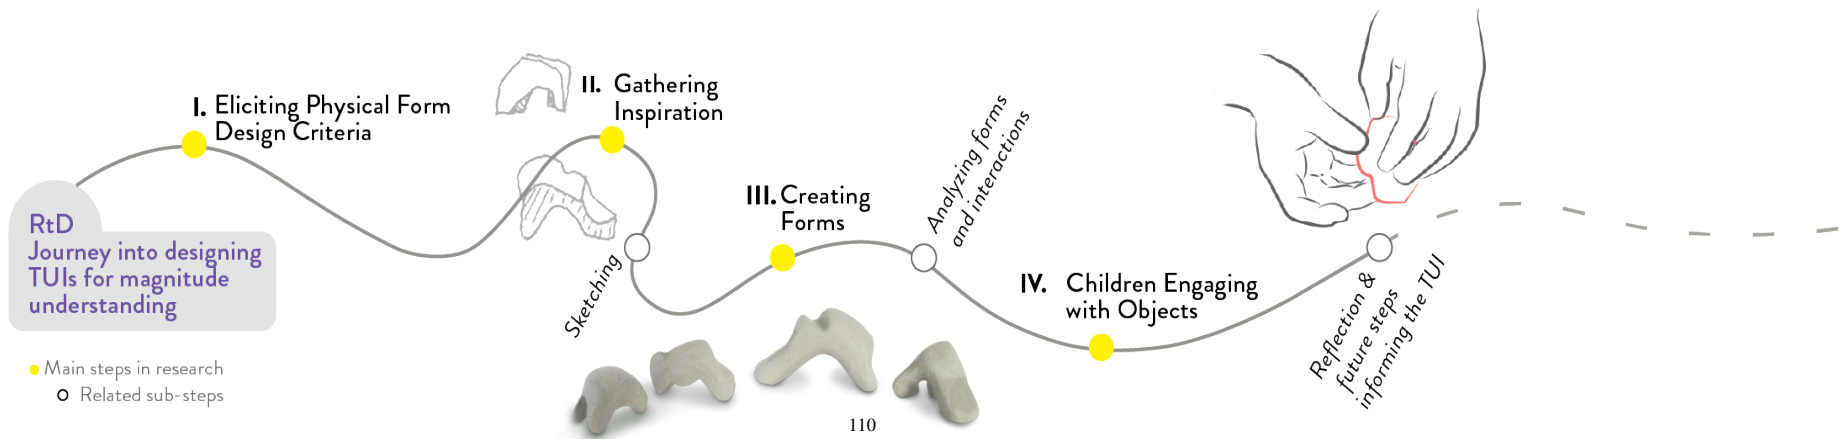 RtD
Journey into designing
TUIs for magnitude
understanding
Main steps in research
Related sub-steps
I. Eliciting Physical Form
Design Criteria
II. Gathering
Inspiration
Sketching
III. Creating
Forms
Analyzing forms
and interactions
IV. Children Engaging
with Objects
Reflection &
future steps
informing the TUI
110